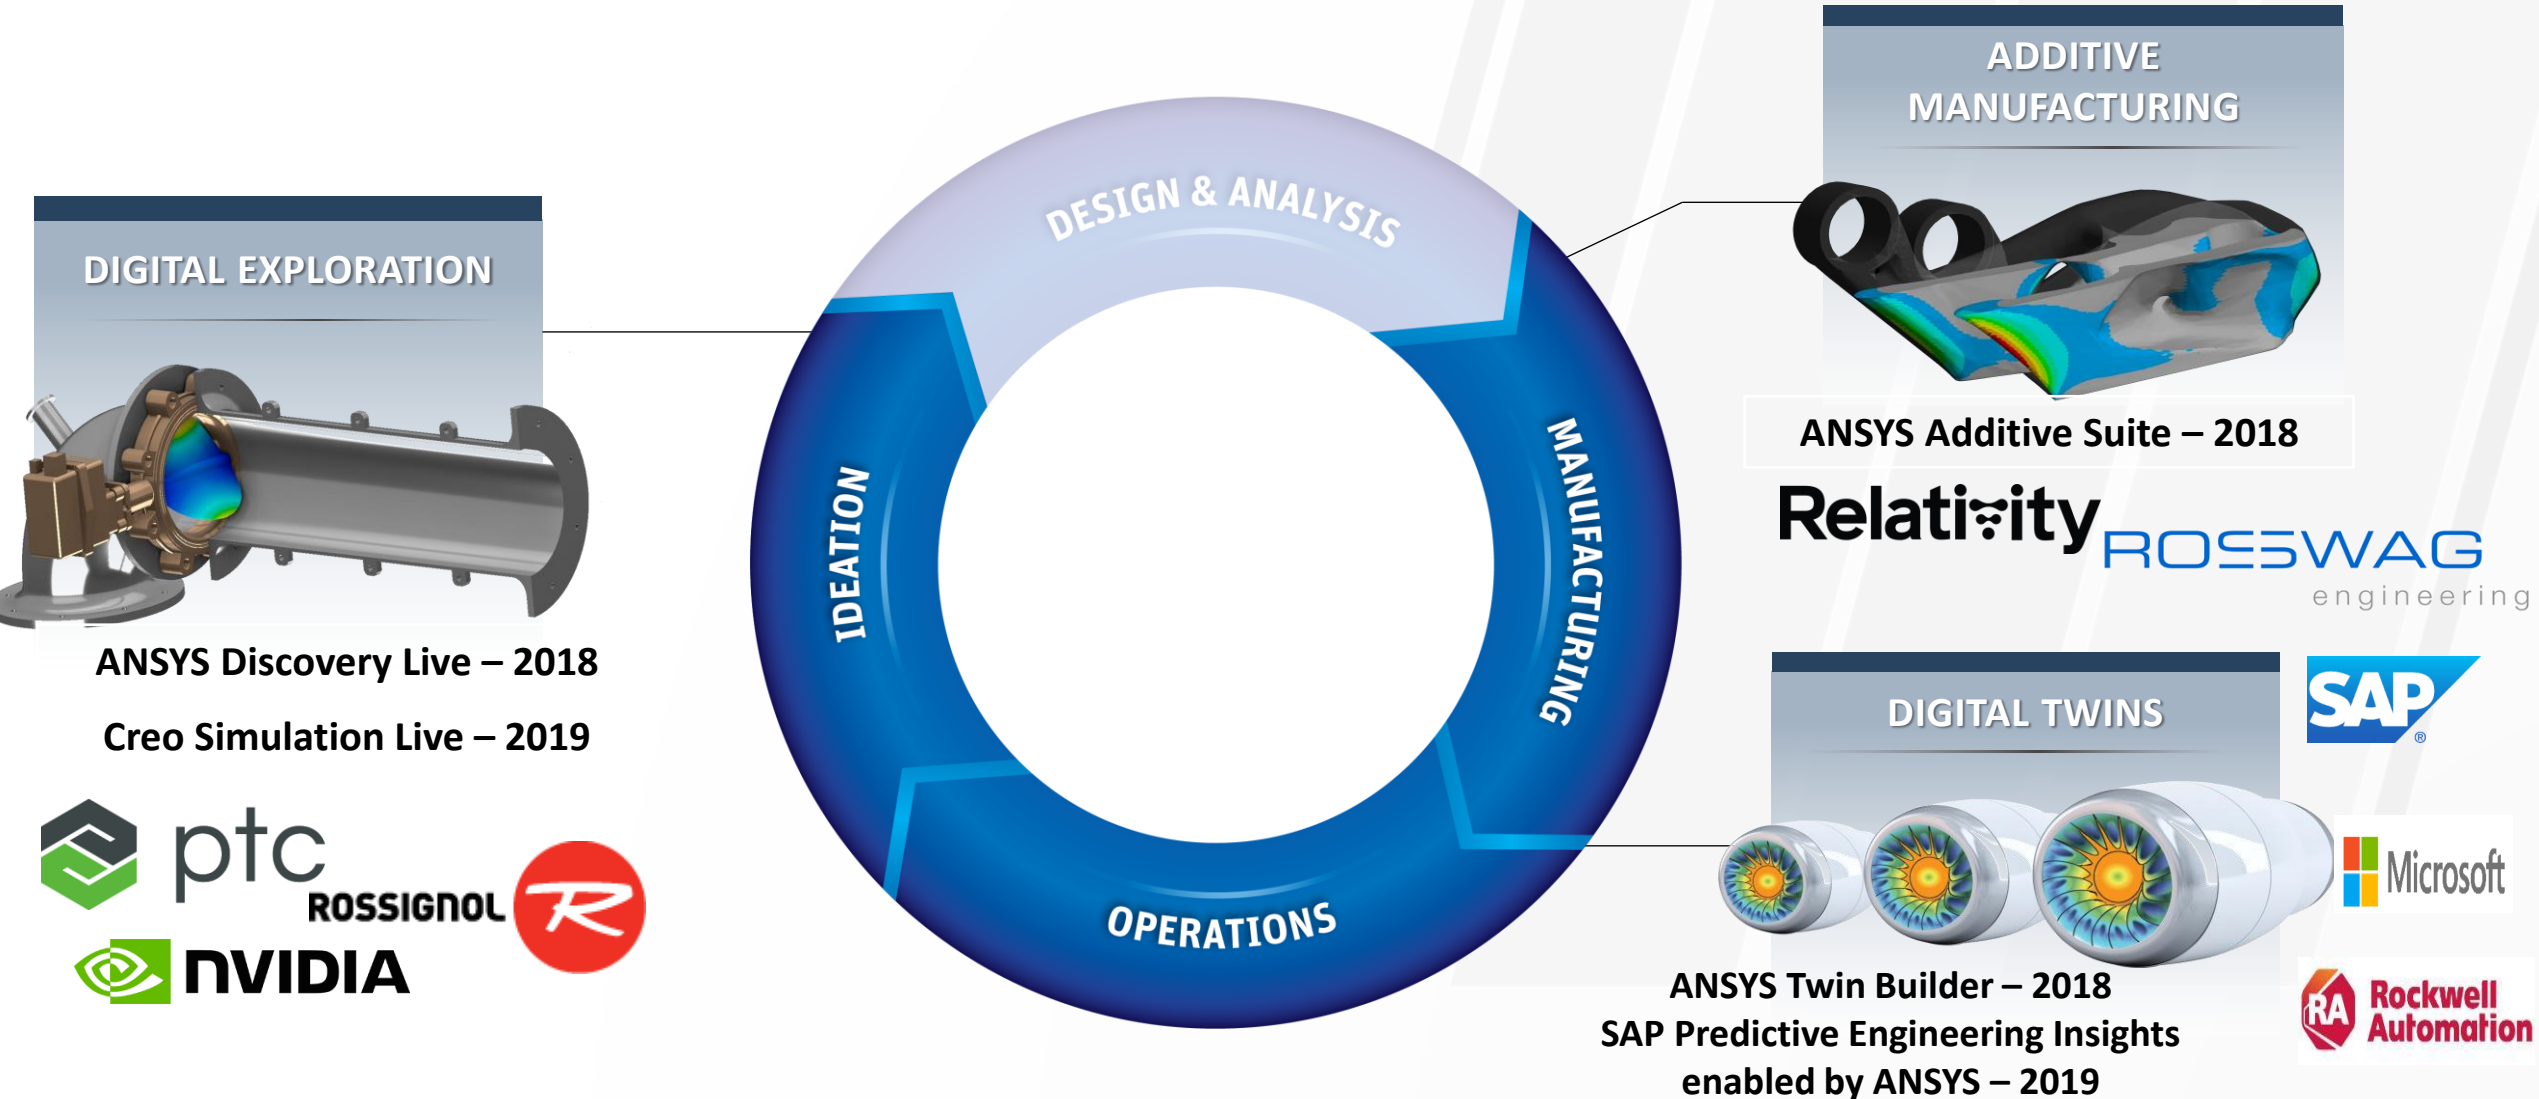 DIGITAL EXPLORATION
ANSYS Discovery Live – 2018
Creo Simulation Live – 2019
ptc
ROSSIGNOL
R
NVIDIA
DESIGN & ANALYSIS
IDEATION
MANUFACTURING
OPERATIONS
ADDITIVE
MANUFACTURING
ANSYS Additive Suite – 2018
Relativity
ROSSWAG
engineering
DIGITAL TWINS
SAP
®
Microsoft
ANSYS Twin Builder – 2018
SAP Predictive Engineering Insights
enabled by ANSYS – 2019
RA
Rockwell
Automation